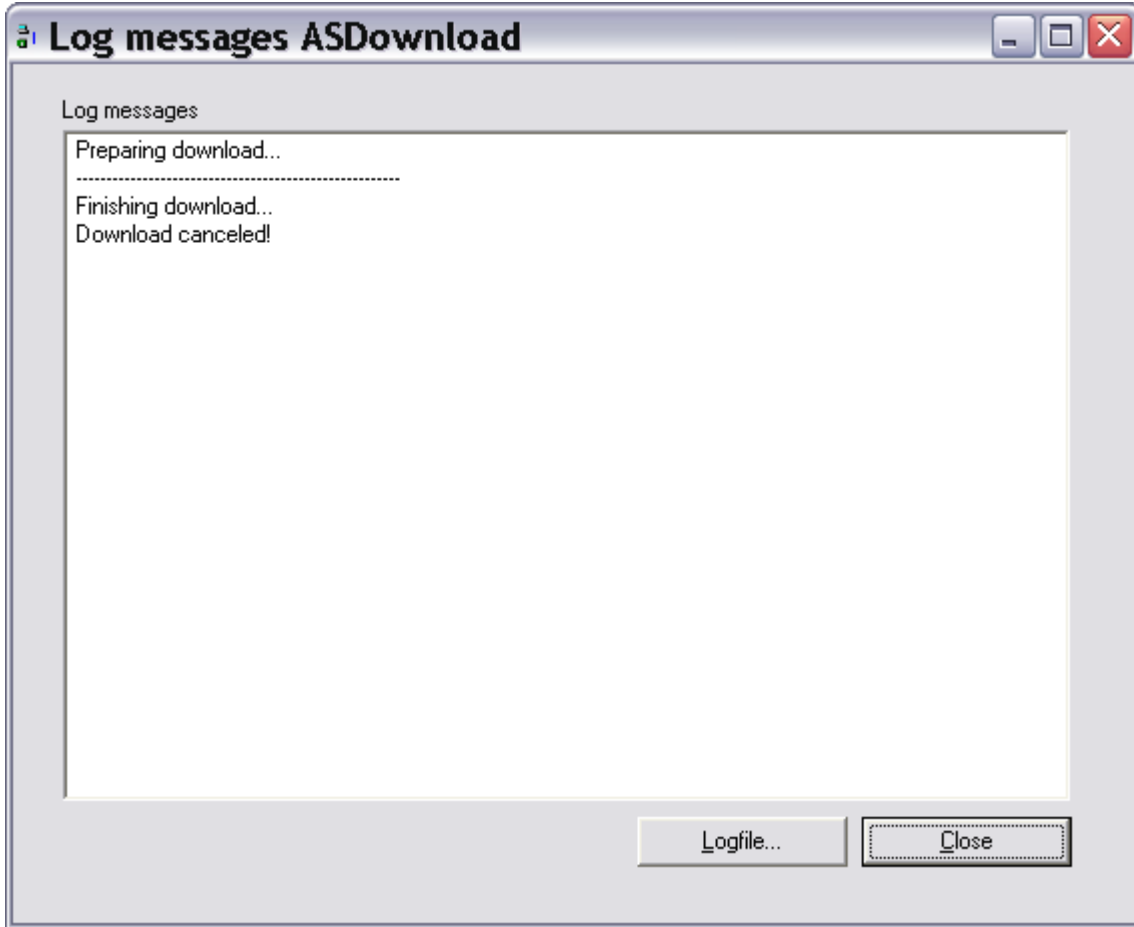 Log messages ASDownload
Log messages
Preparing download...
------------------------------------------------------
Finishing download...
Download canceled!
Logfile...
Close